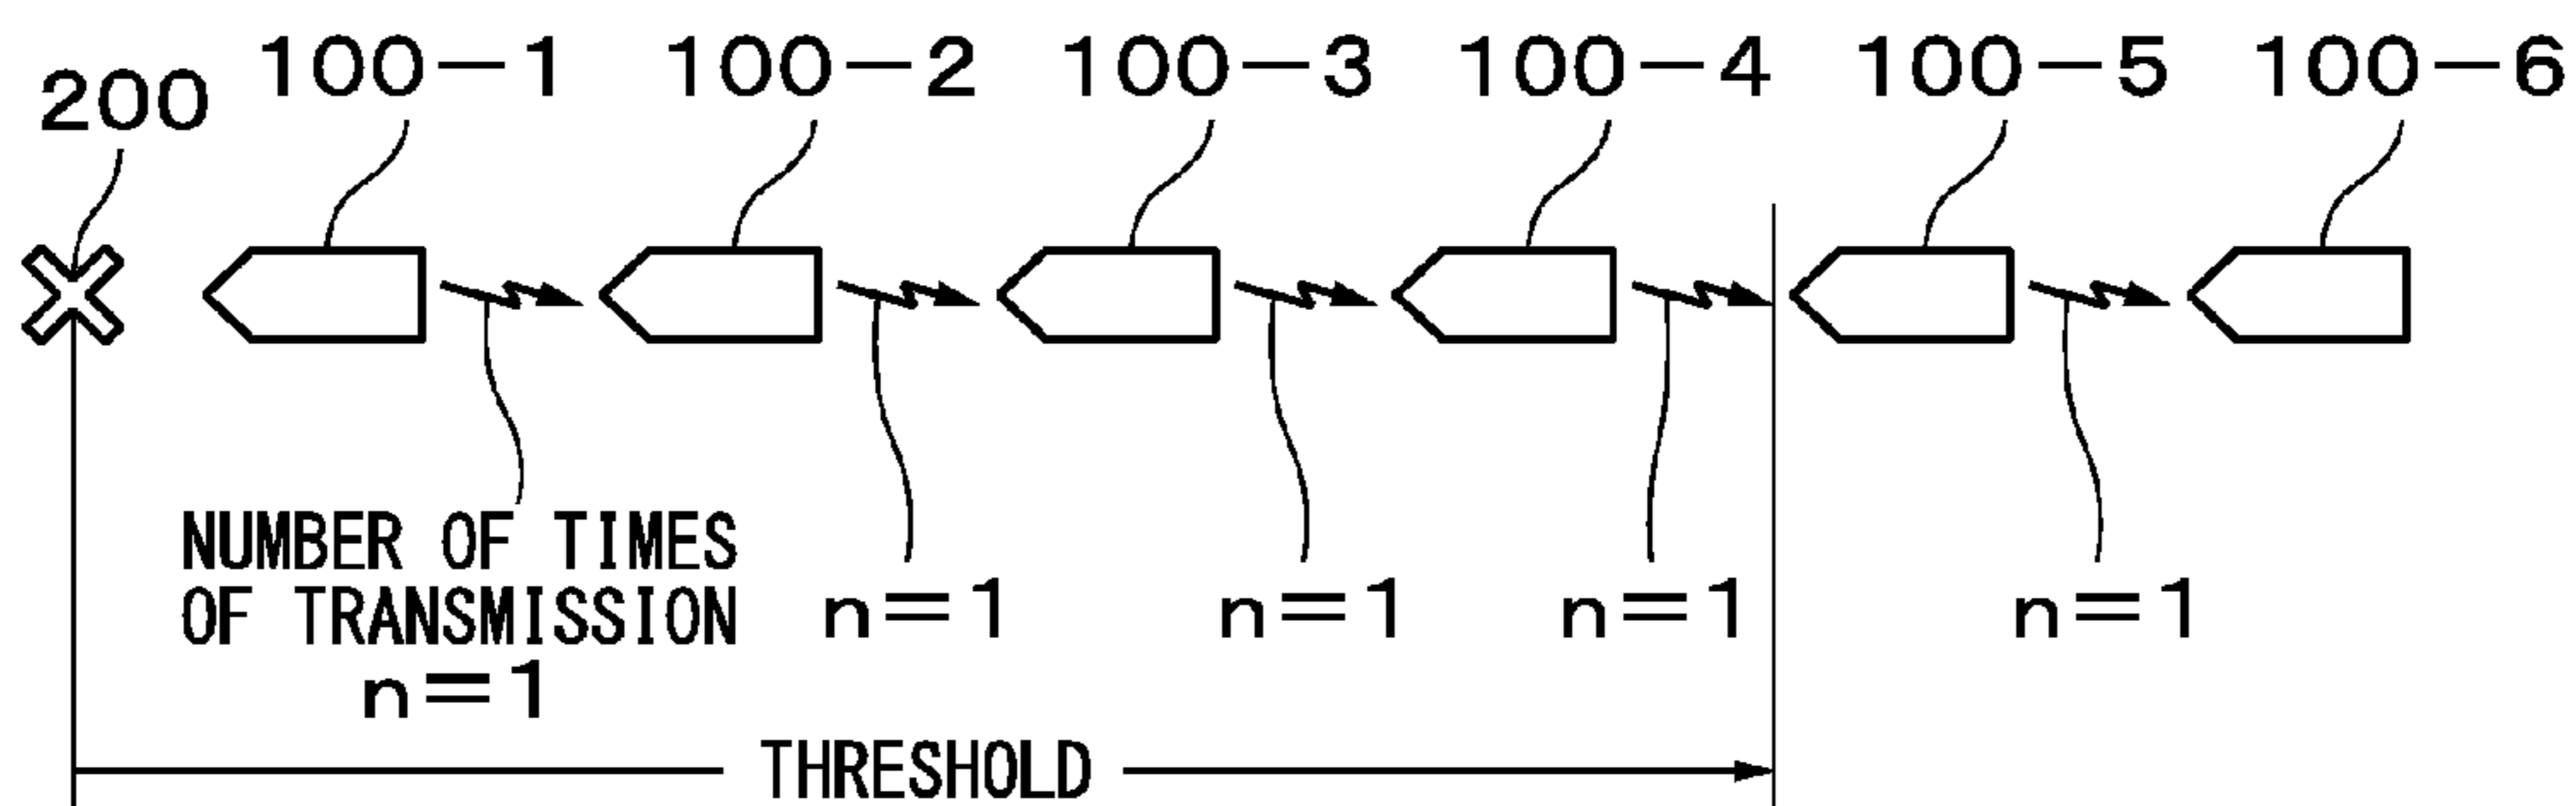 200 100-1 100-2 100-3 100-4 100-5 100-6
NUMBER OF TIMES
OF TRANSMISSION
n=1 n=1 n=1 n=1 n=1
THRESHOLD